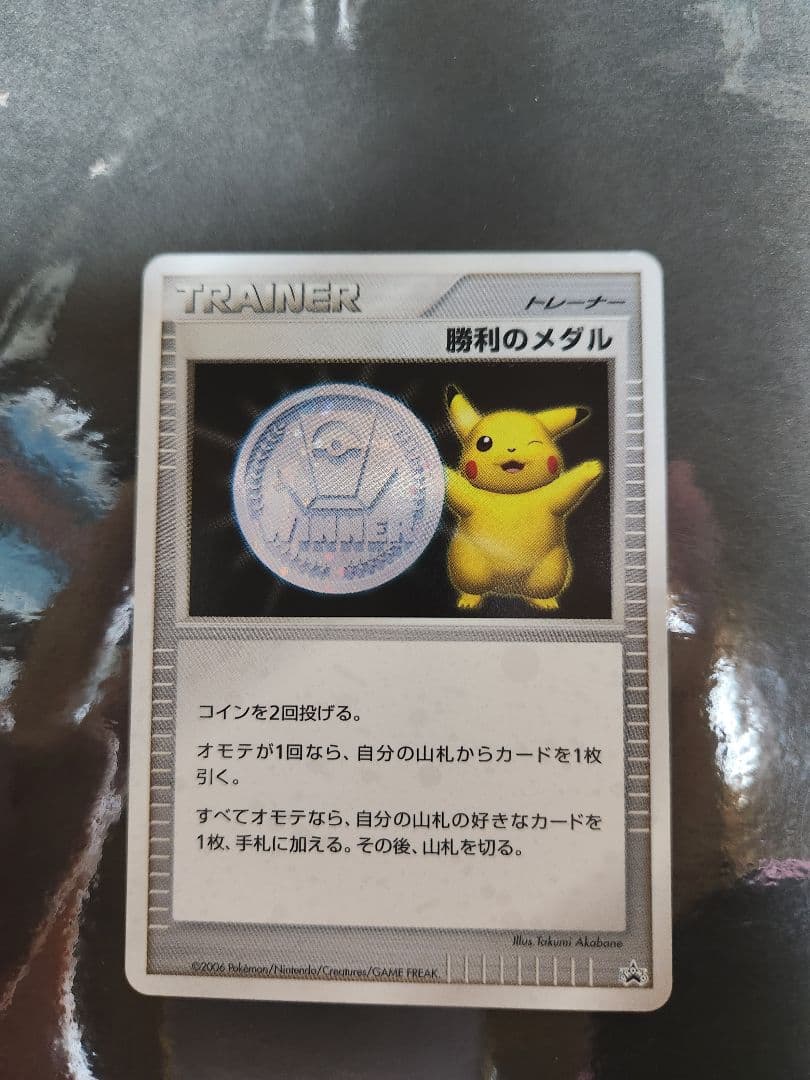 TRAINER
トレーナー
勝利のメダル
WINNER
コインを2回投げる。
オモテが1回なら、自分の山札からカードを1枚
引く。
すべてオモテなら、自分の山札の好きなカードを
1枚、手札に加える。その後、山札を切る。
Illus. Takumi Akabane
©2006 Pokémon/Nintendo/Creatures/GAME FREAK.